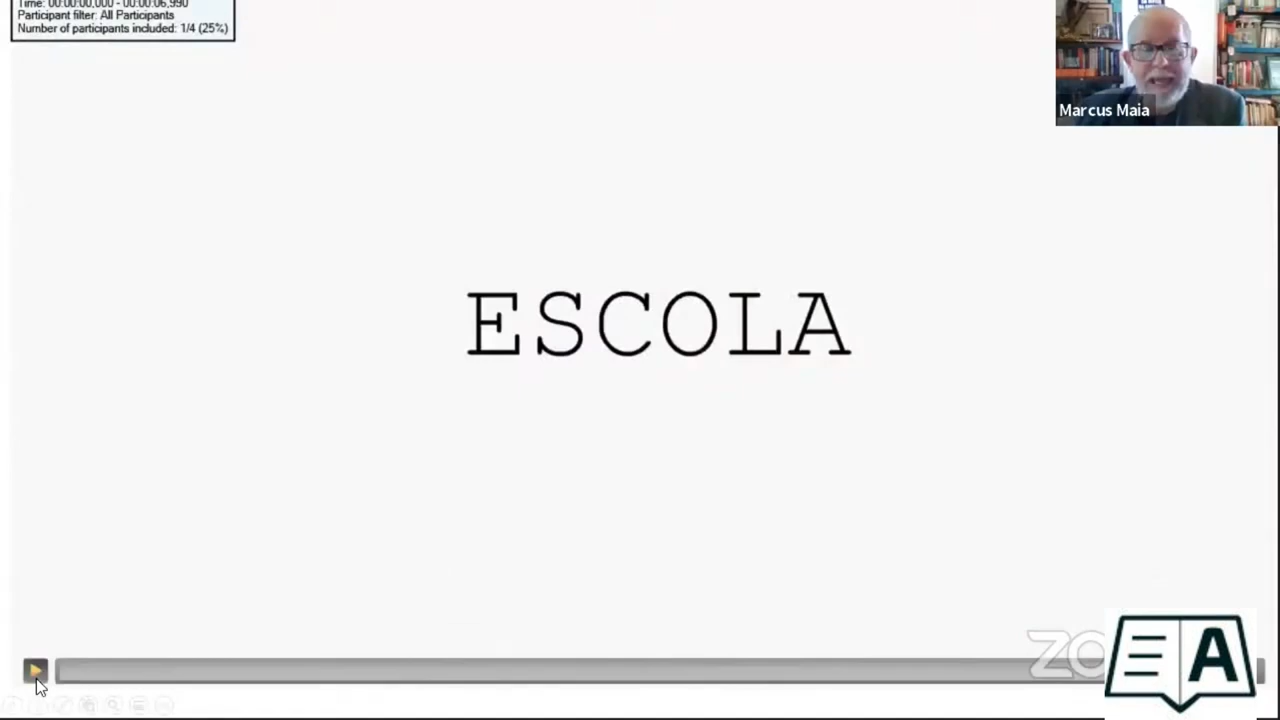 Time: 00:00:00,000 - 00:00:06,990
Participant filter: All Participants
Number of participants included: 1/4 (25%)
Marcus Maia
ESCOLA
ZO
A